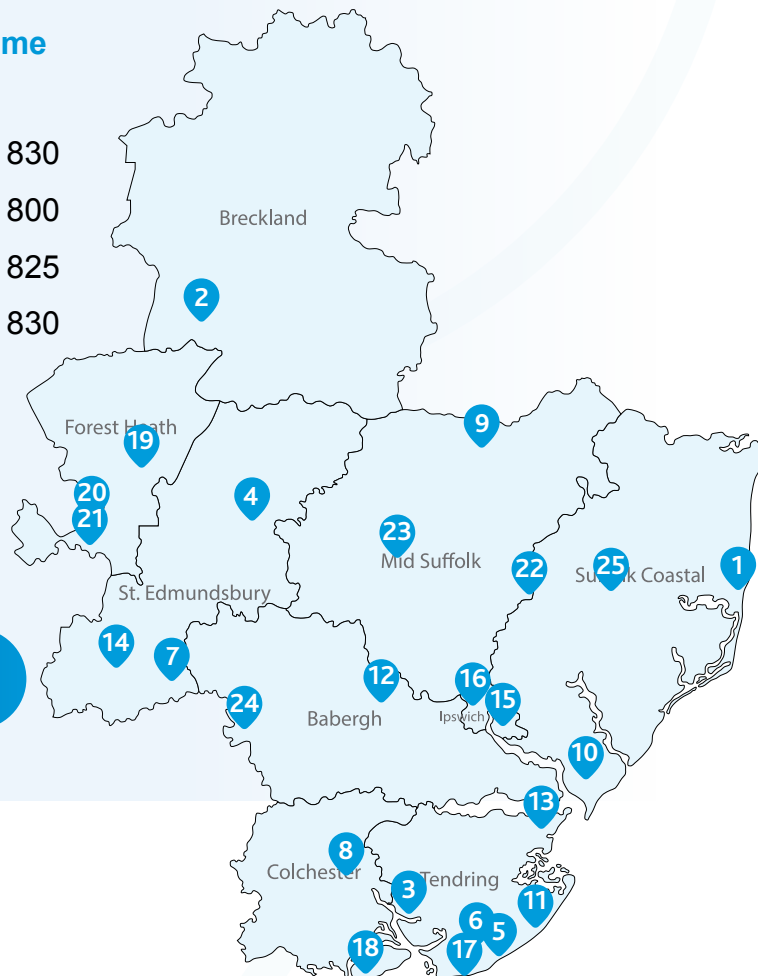 me
830
800
825
830
Breckland
2
Forest Heath
19
9
20
4
21
23
Mid Suffolk
22
25
Suffolk Coastal
1
St. Edmundsbury
14
7
12
16
15
24
Babergh
Ipswich
10
13
8
Colchester
3
Tendring
11
6
5
18
17